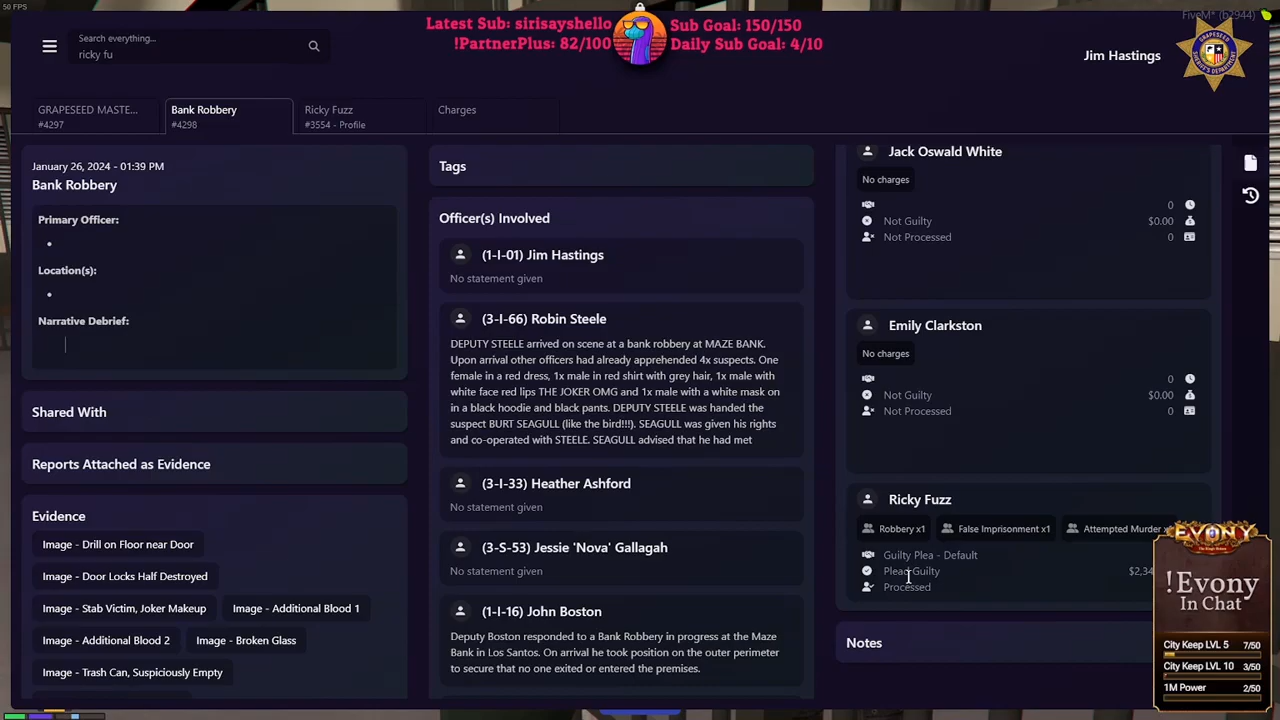 50 FPS
FiveM* (b2944)
Latest Sub: sirisayshello
!PartnerPlus: 82/100
Sub Goal: 150/150
Daily Sub Goal: 4/10
Search everything...
ricky fu
Jim Hastings
GRAPESEED MASTE...
#4297
Bank Robbery
#4298
Ricky Fuzz
#3554 - Profile
Charges
January 26, 2024 - 01:39 PM
Bank Robbery
Primary Officer:
Location(s):
Narrative Debrief:
Shared With
Reports Attached as Evidence
Evidence
Image - Drill on Floor near Door
Image - Door Locks Half Destroyed
Image - Stab Victim, Joker Makeup
Image - Additional Blood 1
Image - Additional Blood 2
Image - Broken Glass
Image - Trash Can, Suspiciously Empty
Tags
Officer(s) Involved
(1-I-01) Jim Hastings
No statement given
(3-I-66) Robin Steele
DEPUTY STEELE arrived on scene at a bank robbery at MAZE BANK.
Upon arrival other officers had already apprehended 4x suspects. One
female in a red dress, 1x male in red shirt with grey hair, 1x male with
white face red lips THE JOKER OMG and 1x male with a white mask on
in a black hoodie and black pants. DEPUTY STEELE was handed the
suspect BURT SEAGULL (like the bird!!!). SEAGULL was given his rights
and co-operated with STEELE. SEAGULL advised that he had met
(3-I-33) Heather Ashford
No statement given
(3-S-53) Jessie 'Nova' Gallagah
No statement given
(1-I-16) John Boston
Deputy Boston responded to a Bank Robbery in progress at the Maze
Bank in Los Santos. On arrival he took position on the outer perimeter
to secure that no one exited or entered the premises.
Jack Oswald White
No charges
0
Not Guilty
$0.00
Not Processed
0
Emily Clarkston
No charges
0
Not Guilty
$0.00
Not Processed
0
Ricky Fuzz
Robbery x1
False Imprisonment x1
Attempted Murder
Guilty Plea - Default
Plead Guilty
$2,34
Processed
Notes
EVONY
!Evony
In Chat
City Keep LVL 5 7/50
City Keep LVL 10 3/50
1M Power 2/50